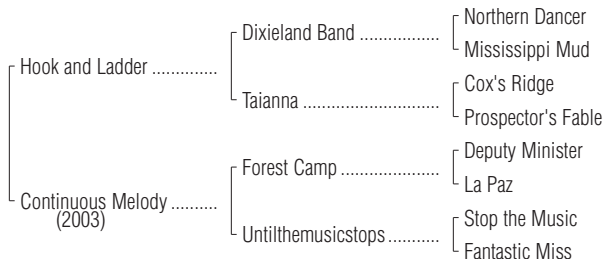 Northern Dancer
Dixieland Band ................
Mississippi Mud
Hook and Ladder .............
Cox's Ridge
Taianna ...........................
Prospector's Fable
Deputy Minister
Forest Camp ...................
La Paz
Continuous Melody ..........
(2003)
Stop the Music
Untilthemusicstops ..........
Fantastic Miss